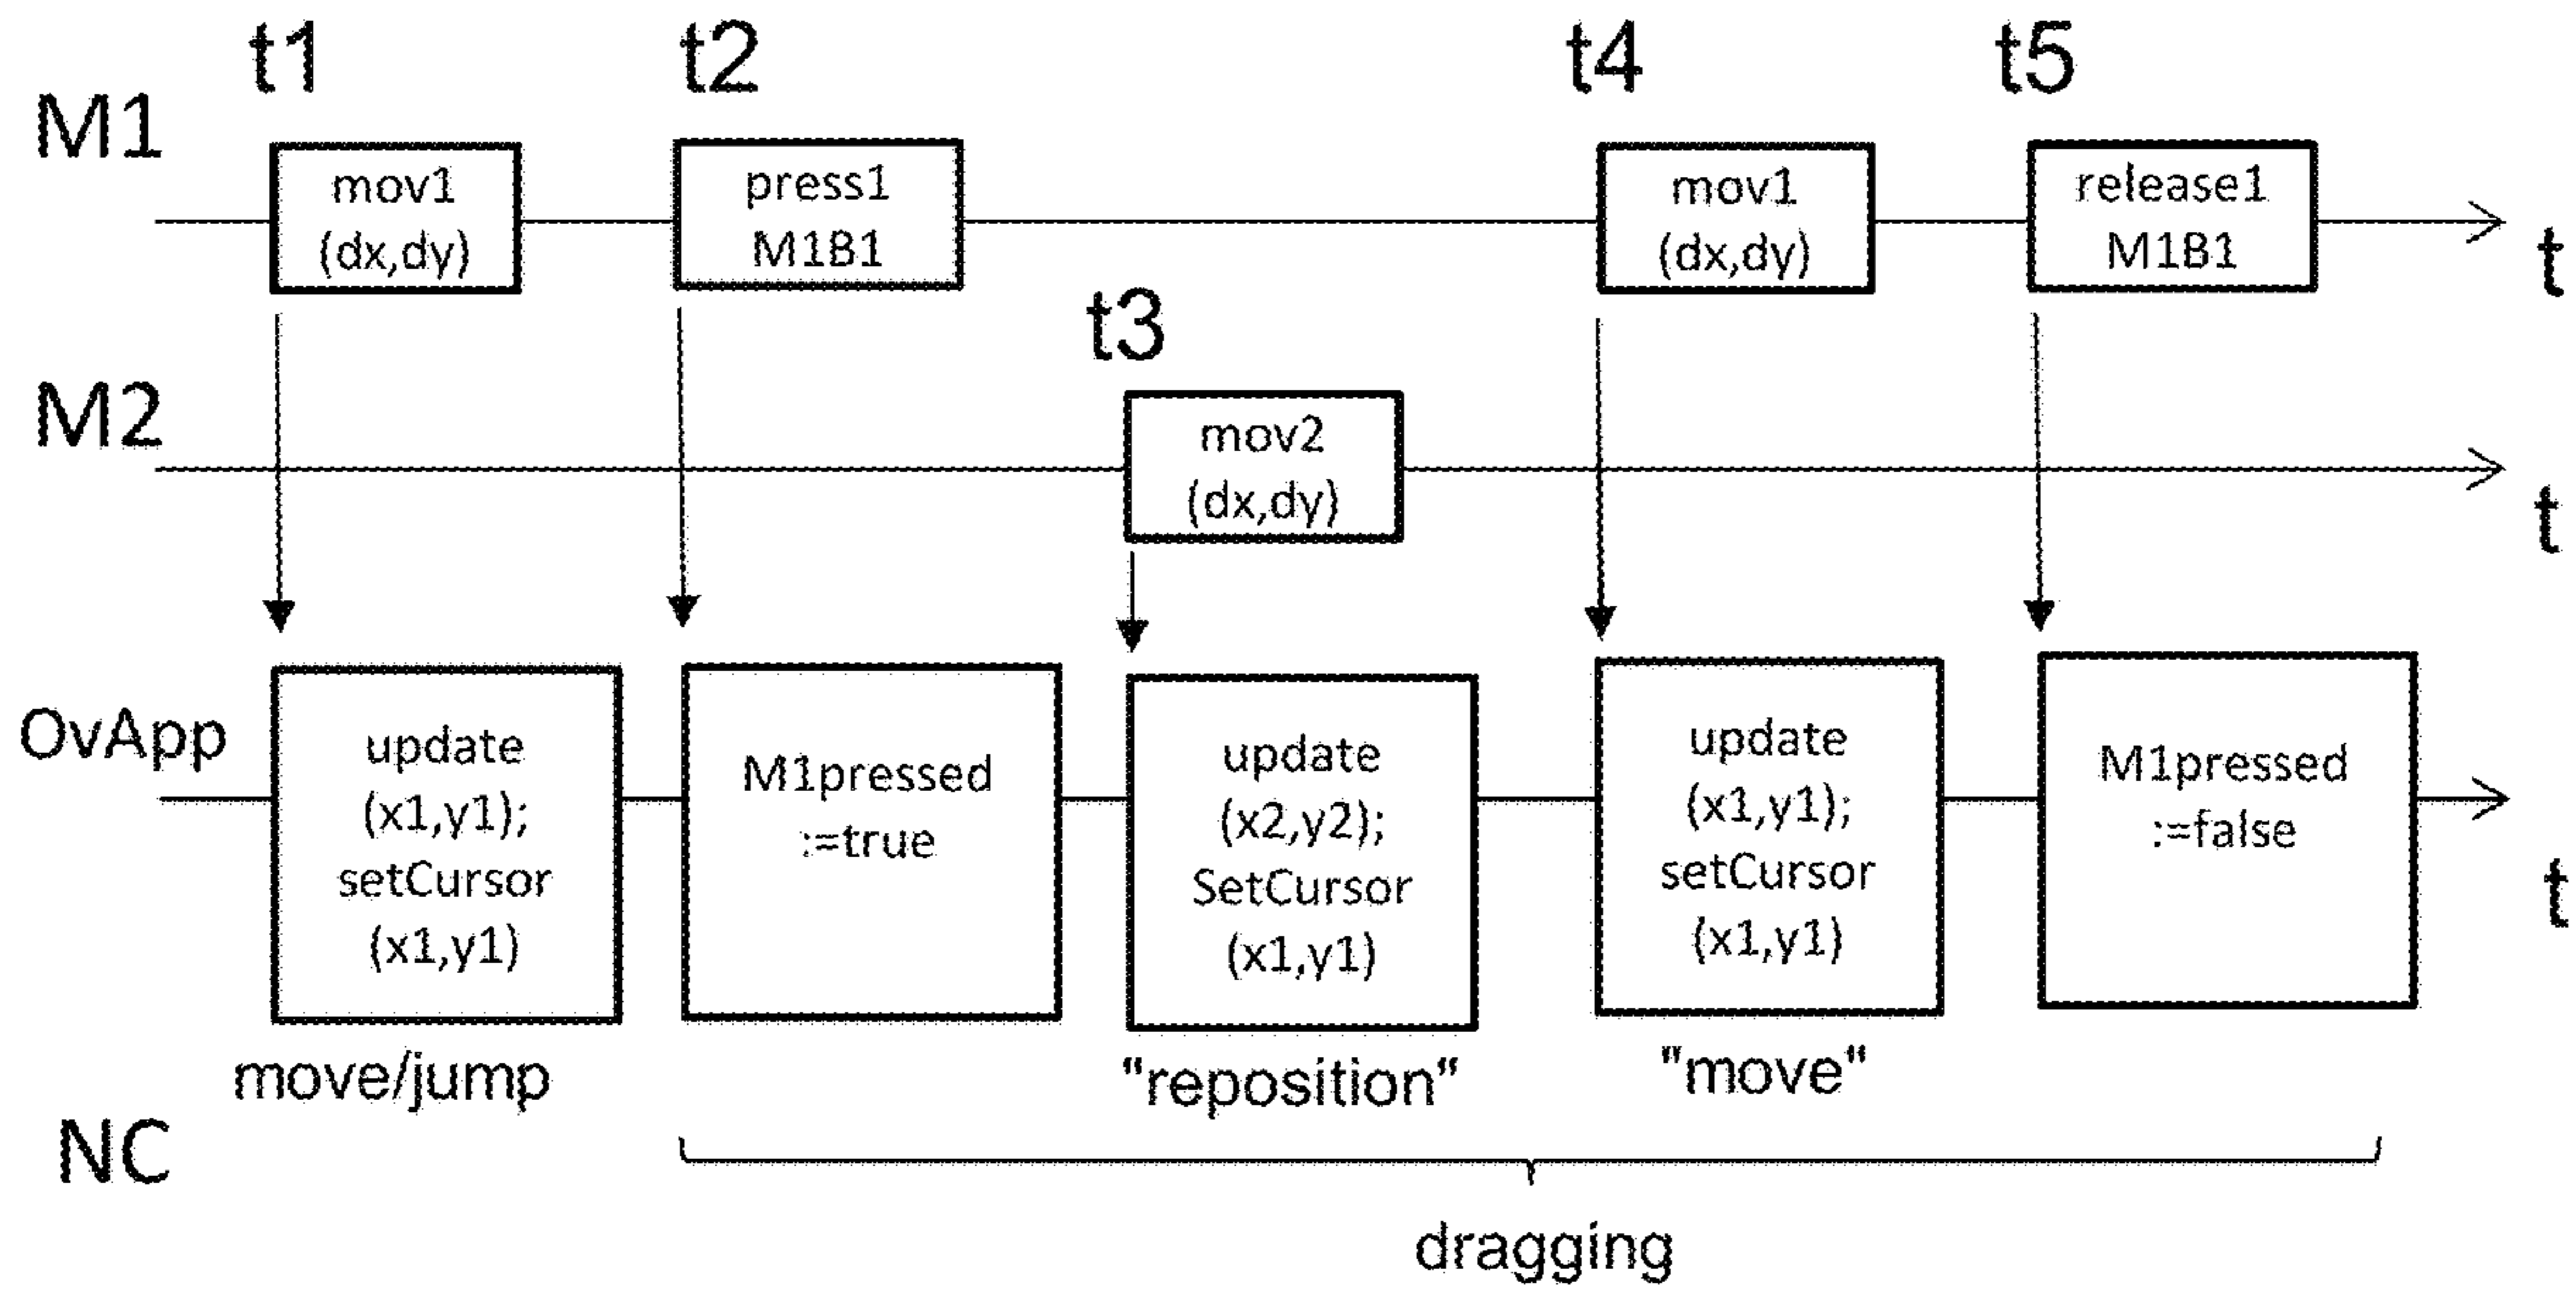 t1
t2
t4
t5
M1
mov1
(dx,dy)
press1
M1B1
mov1
(dx,dy)
release1
M1B1
t
t3
M2
mov2
(dx,dy)
t
OvApp
update
(x1,y1);
setCursor
(x1,y1)
M1pressed
:=true
update
(x2,y2);
SetCursor
(x1,y1)
update
(x1,y1);
setCursor
(x1,y1)
M1pressed
:=false
t
move/jump
"reposition"
"move"
NC
dragging